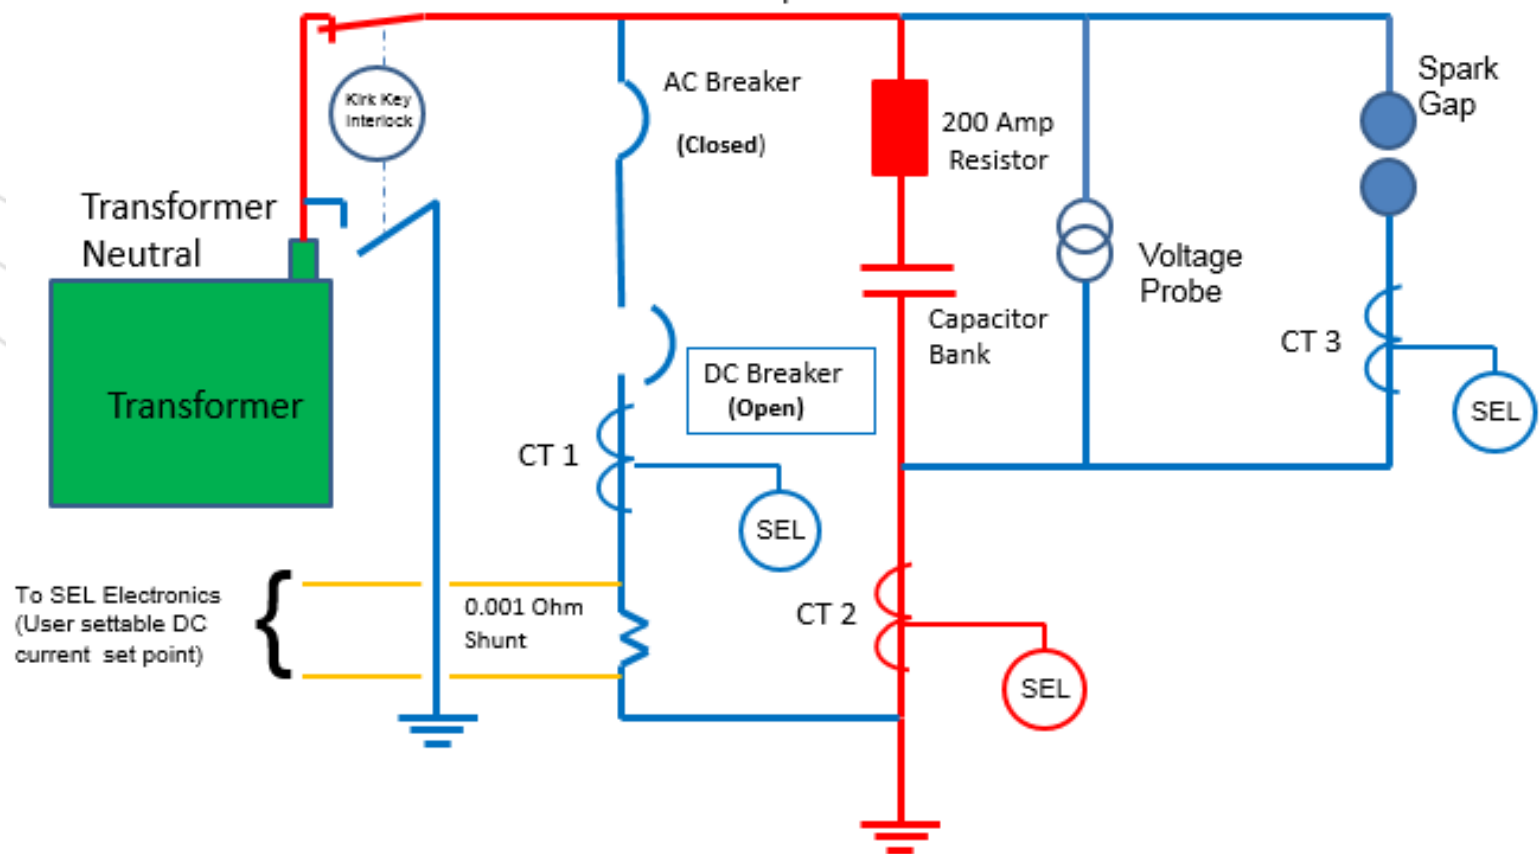 AC Breaker
(Closed)
Spark
Gap
Kirk Key
Interlock
200 Amp
Resistor
Transformer
Neutral
Voltage
Probe
Capacitor
Bank
CT 3
DC Breaker
(Open)
Transformer
SEL
CT 1
SEL
To SEL Electronics
(User settable DC
current set point)
0.001 Ohm
Shunt
CT 2
SEL